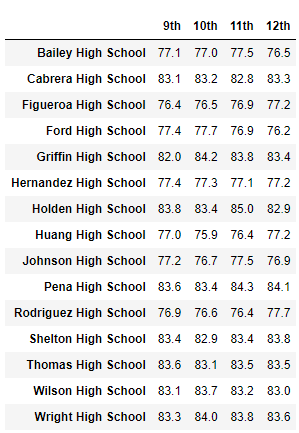 9th 10th 11th 12th
Bailey High School 77.1 77.0 77.5 76.5
Cabrera High School 83.1 83.2 82.8 83.3
Figueroa High School 76.4 76.5 76.9 77.2
Ford High School 77.4 77.7 76.9 76.2
Griffin High School 82.0 84.2 83.8 83.4
Hernandez High School 77.4 77.3 77.1 77.2
Holden High School 83.8 83.4 85.0 82.9
Huang High School 77.0 75.9 76.4 77.2
Johnson High School 77.2 76.7 77.5 76.9
Pena High School 83.6 83.4 84.3 84.1
Rodriguez High School 76.9 76.6 76.4 77.7
Shelton High School 83.4 82.9 83.4 83.8
Thomas High School 83.6 83.1 83.5 83.5
Wilson High School 83.1 83.7 83.2 83.0
Wright High School 83.3 84.0 83.8 83.6